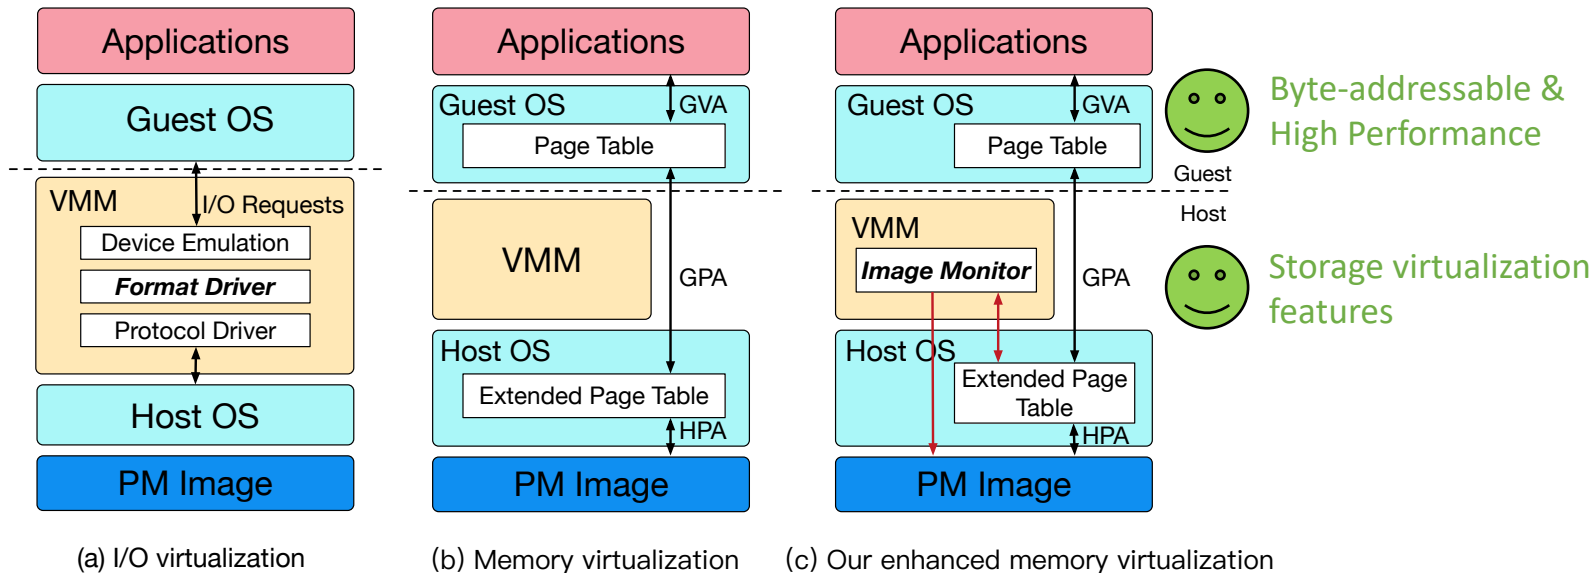 Applications
Guest OS
VMM
I/O Requests
Device Emulation
Format Driver
Protocol Driver
Host OS
PM Image
(a) I/O virtualization
Applications
Guest OS
GVA
Page Table
VMM
GPA
Host OS
Extended Page Table
HPA
PM Image
(b) Memory virtualization
Applications
Guest OS
GVA
Page Table
Guest
Host
VMM
Image Monitor
GPA
Host OS
Extended Page
Table
HPA
PM Image
(c) Our enhanced memory virtualization
Byte-addressable &
High Performance
Storage virtualization
features